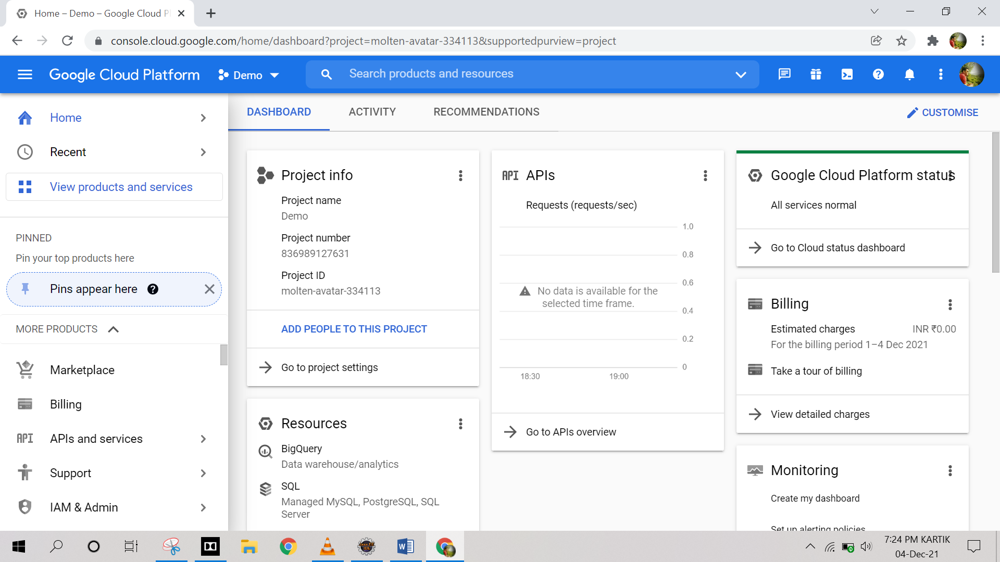 Home – Demo – Google Cloud P
console.cloud.google.com/home/dashboard?project=molten-avatar-334113&supportedpurview=project
Google Cloud Platform
Demo
Search products and resources
Home
Recent
View products and services
PINNED
Pin your top products here
Pins appear here
MORE PRODUCTS
Marketplace
Billing
API APIs and services
Support
IAM & Admin
DASHBOARD ACTIVITY RECOMMENDATIONS
CUSTOMISE
Project info
Project name
Demo
Project number
836989127631
Project ID
molten-avatar-334113
ADD PEOPLE TO THIS PROJECT
Go to project settings
Resources
BigQuery
Data warehouse/analytics
SQL
Managed MySQL, PostgreSQL, SQL
Server
API APIs
Requests (requests/sec)
1.0
0.8
0.6
No data is available for the
selected time frame.
0.4
0.2
0
18:30 19:00
Go to APIs overview
Google Cloud Platform status
All services normal
Go to Cloud status dashboard
Billing
Estimated charges INR ₹0.00
For the billing period 1–4 Dec 2021
Take a tour of billing
View detailed charges
Monitoring
Create my dashboard
Set up alerting policies
Java EE
IDE
W
7:24 PM KARTIK
04-Dec-21